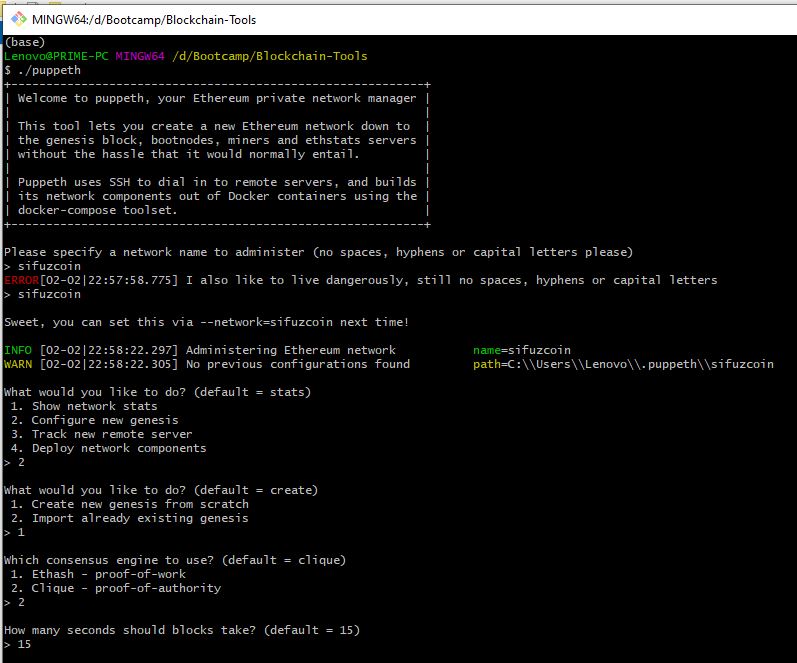 MINGW64:/d/Bootcamp/Blockchain-Tools
(base)
Lenovo@PRIME-PC MINGW64 /d/Bootcamp/Blockchain-Tools
$ ./puppeth
+-----------------------------------------------------------+
| Welcome to puppeth, your Ethereum private network manager |
|                                                           |
| This tool lets you create a new Ethereum network down to  |
| the genesis block, bootnodes, miners and ethstats servers |
| without the hassle that it would normally entail.         |
|                                                           |
| Puppeth uses SSH to dial in to remote servers, and builds |
| its network components out of Docker containers using the |
| docker-compose toolset.                                   |
+-----------------------------------------------------------+
Please specify a network name to administer (no spaces, hyphens or capital letters please)
> sifuzcoin
ERROR[02-02|22:57:58.775] I also like to live dangerously, still no spaces, hyphens or capital letters
> sifuzcoin
Sweet, you can set this via --network=sifuzcoin next time!
INFO [02-02|22:58:22.297] Administering Ethereum network           name=sifuzcoin
WARN [02-02|22:58:22.305] No previous configurations found         path=C:\\Users\\Lenovo\\.puppeth\\sifuzcoin
What would you like to do? (default = stats)
 1. Show network stats
 2. Configure new genesis
 3. Track new remote server
 4. Deploy network components
> 2
What would you like to do? (default = create)
 1. Create new genesis from scratch
 2. Import already existing genesis
> 1
Which consensus engine to use? (default = clique)
 1. Ethash - proof-of-work
 2. Clique - proof-of-authority
> 2
How many seconds should blocks take? (default = 15)
> 15